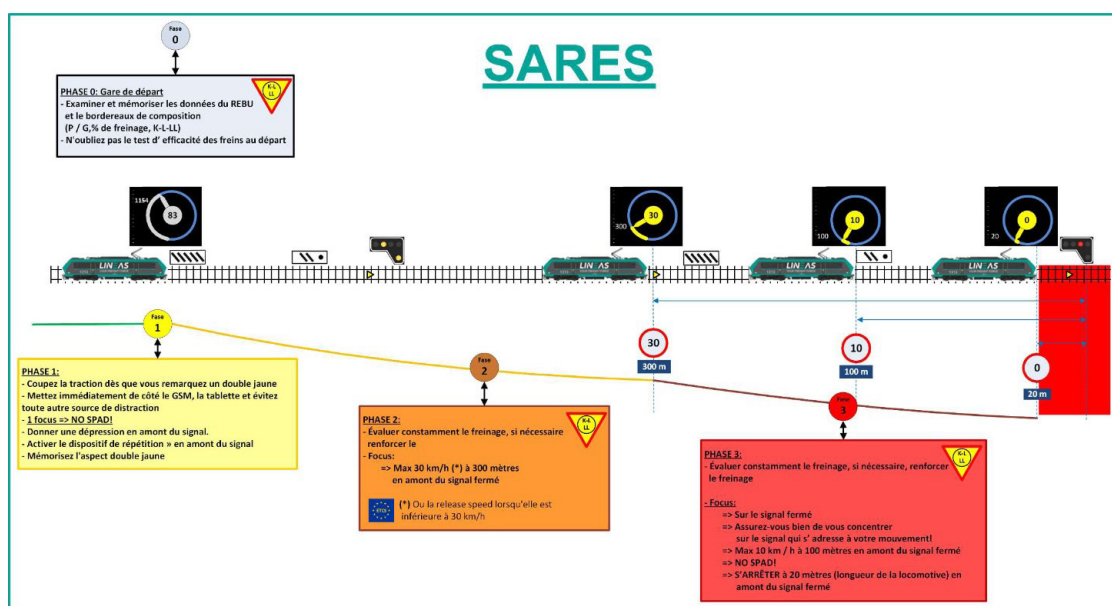 SARES
Fase
0
K-L
LL
PHASE 0: Gare de départ
- Examiner et mémoriser les données du REBU
et le bordereaux de composition
(P / G,% de freinage, K-L-LL)
- N'oubliez pas le test d' efficacité des freins au départ
1154
83
300
30
100
10
20
0
LINEAS
LINEAS
LINEAS
LINEAS
30
300 m
10
100 m
0
20 m
Fase
1
Fase
2
Fase
3
PHASE 1:
- Coupez la traction dès que vous remarquez un double jaune
- Mettez immédiatement de côté le GSM, la tablette et évitez
toute autre source de distraction
- 1 focus => NO SPAD!
- Donner une dépression en amont du signal.
- Activer le dispositif de répétition » en amont du signal
- Mémorisez l'aspect double jaune
K-L
LL
PHASE 2:
- Évaluer constamment le freinage, si nécessaire
renforcer le
- Focus:
=> Max 30 km/h (*) à 300 mètres
en amont du signal fermé
ETCS
(*) Ou la release speed lorsqu'elle est
inférieure à 30 km/h
K-L
LL
PHASE 3:
- Évaluer constamment le freinage, si nécessaire, renforcer
le freinage
- Focus:
=> Sur le signal fermé
=> Assurez-vous bien de vous concentrer
sur le signal qui s' adresse à votre mouvement!
=> Max 10 km / h à 100 mètres en amont du signal fermé
=> NO SPAD!
=> S'ARRÊTER à 20 mètres (longueur de la locomotive) en
amont du signal fermé